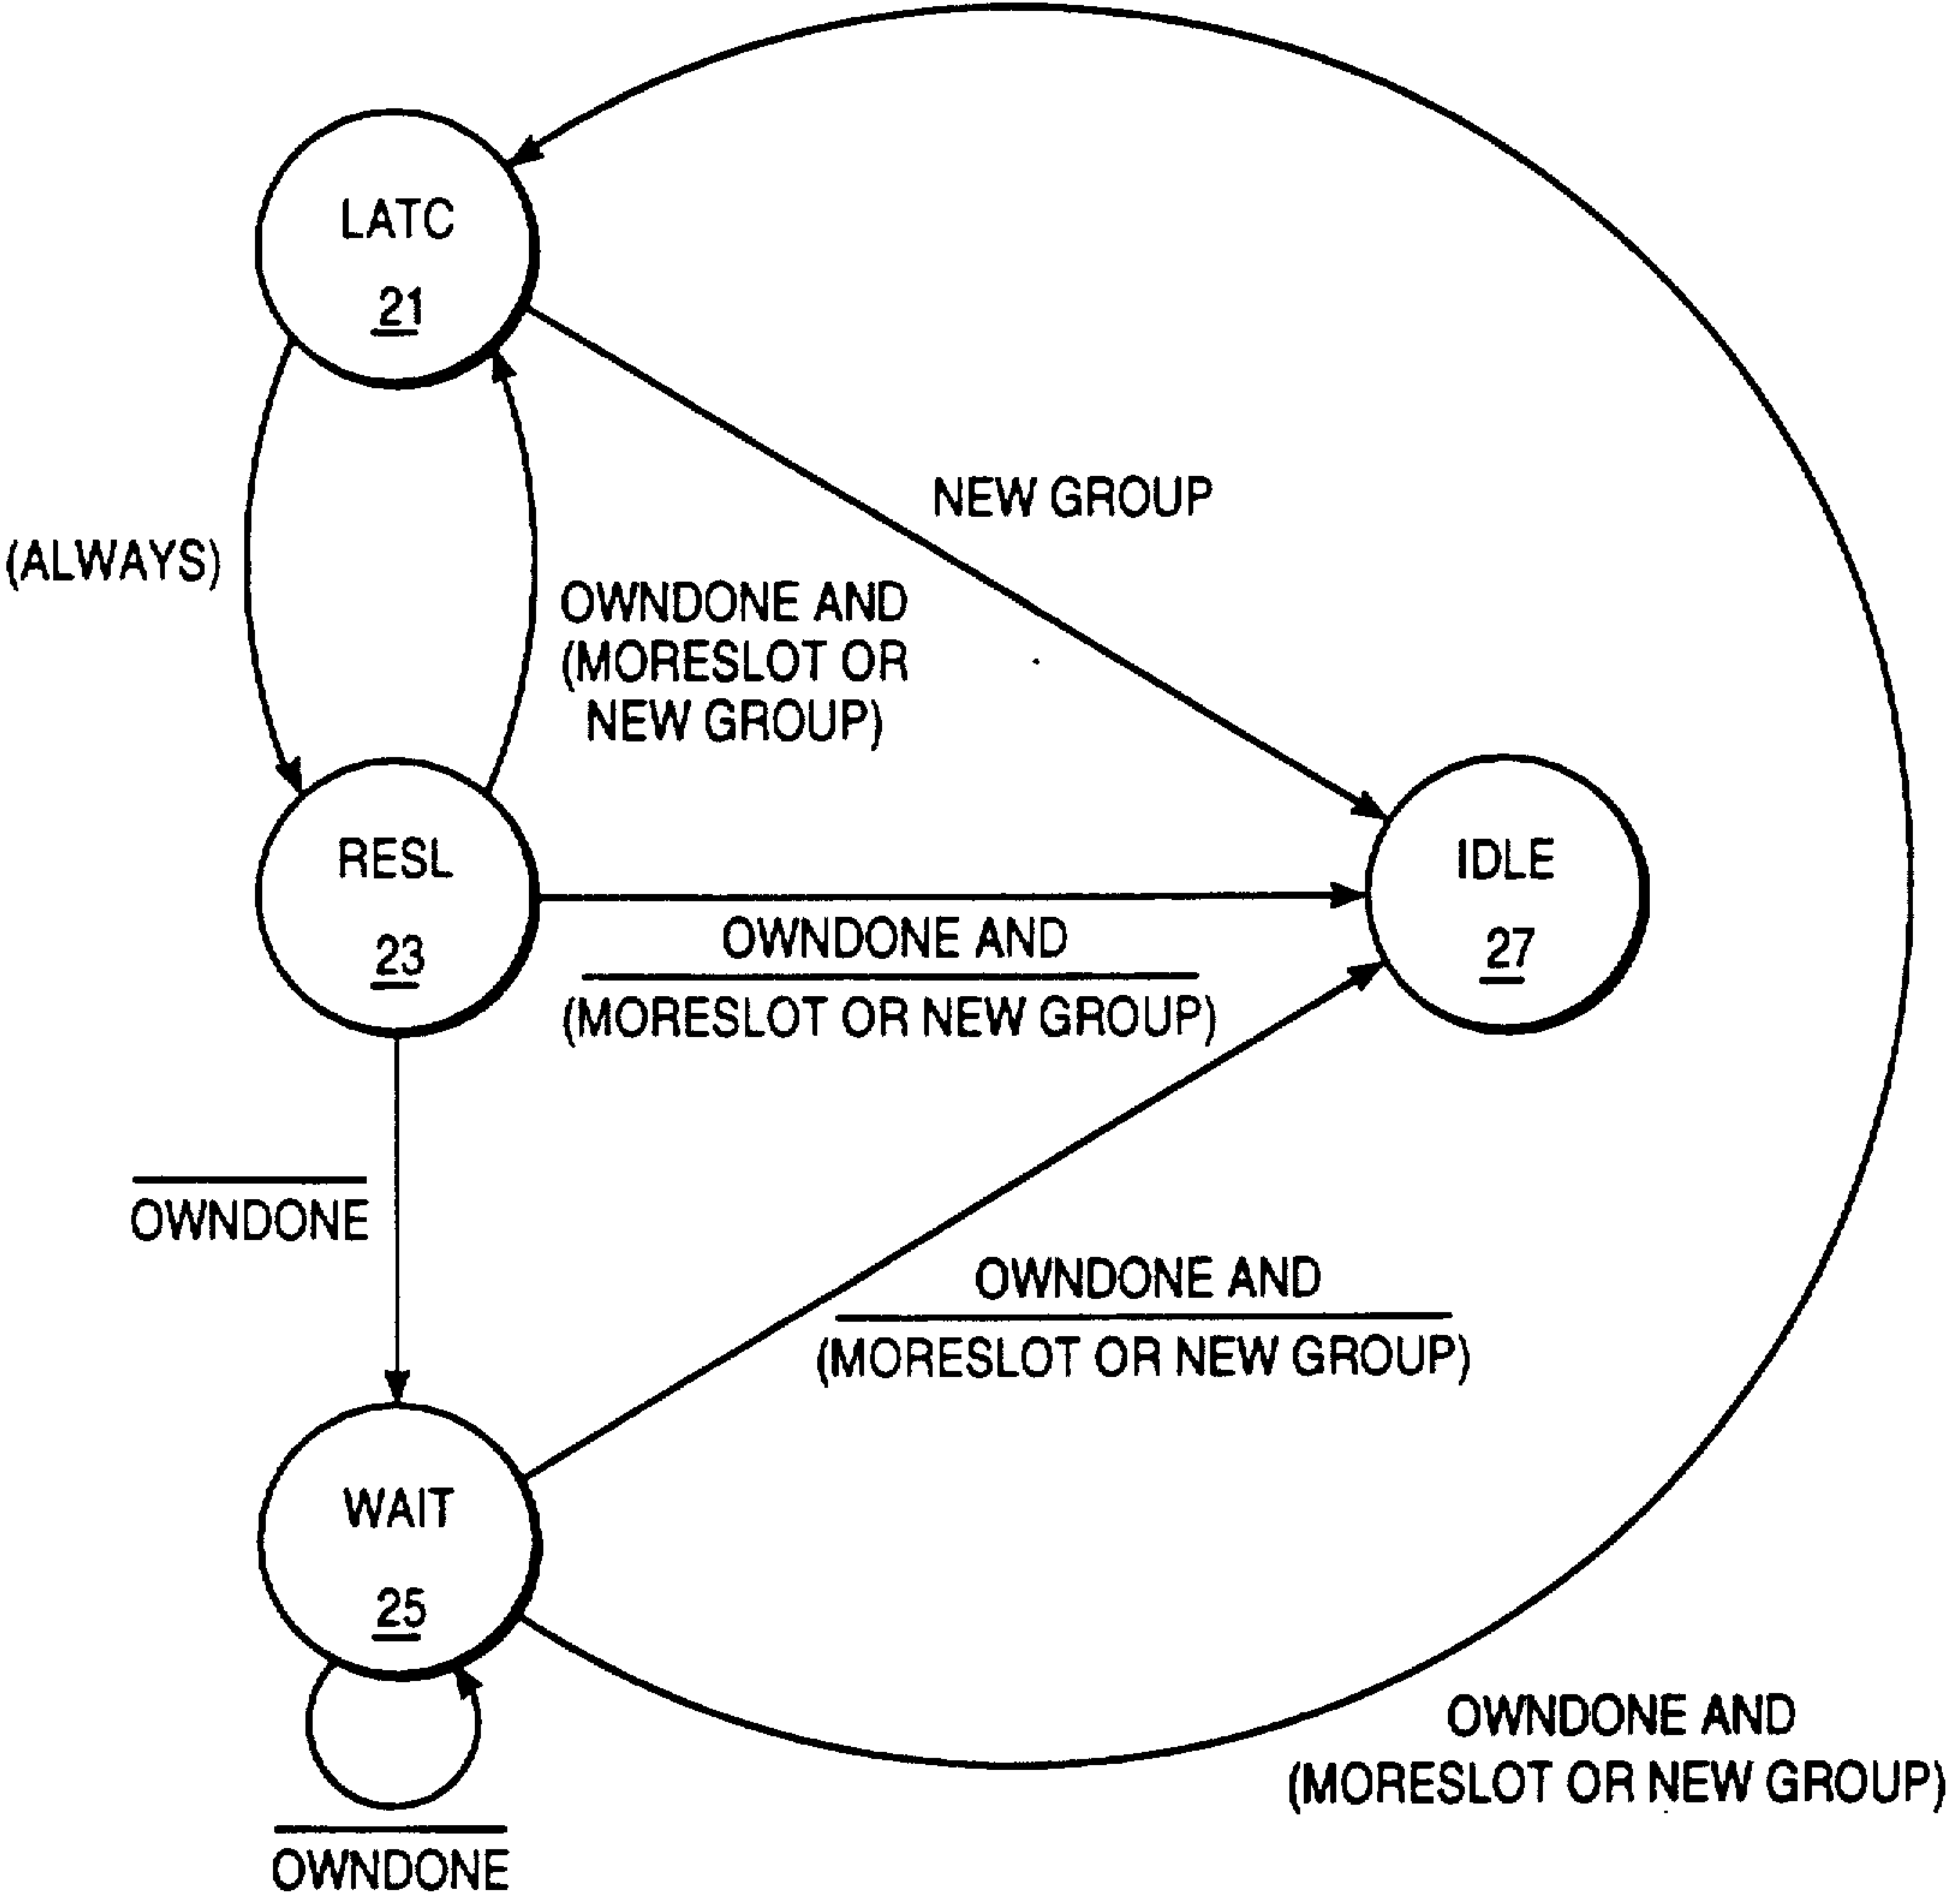 LATC
21
NEW GROUP
(ALWAYS)
OWNDONE AND
(MORESLOT OR
NEW GROUP)
RESL
23
IDLE
27
OWNDONE AND
(MORESLOT OR NEW GROUP)
OWNDONE
OWNDONE AND
(MORESLOT OR NEW GROUP)
WAIT
25
OWNDONE AND
(MORESLOT OR NEW GROUP)
OWNDONE